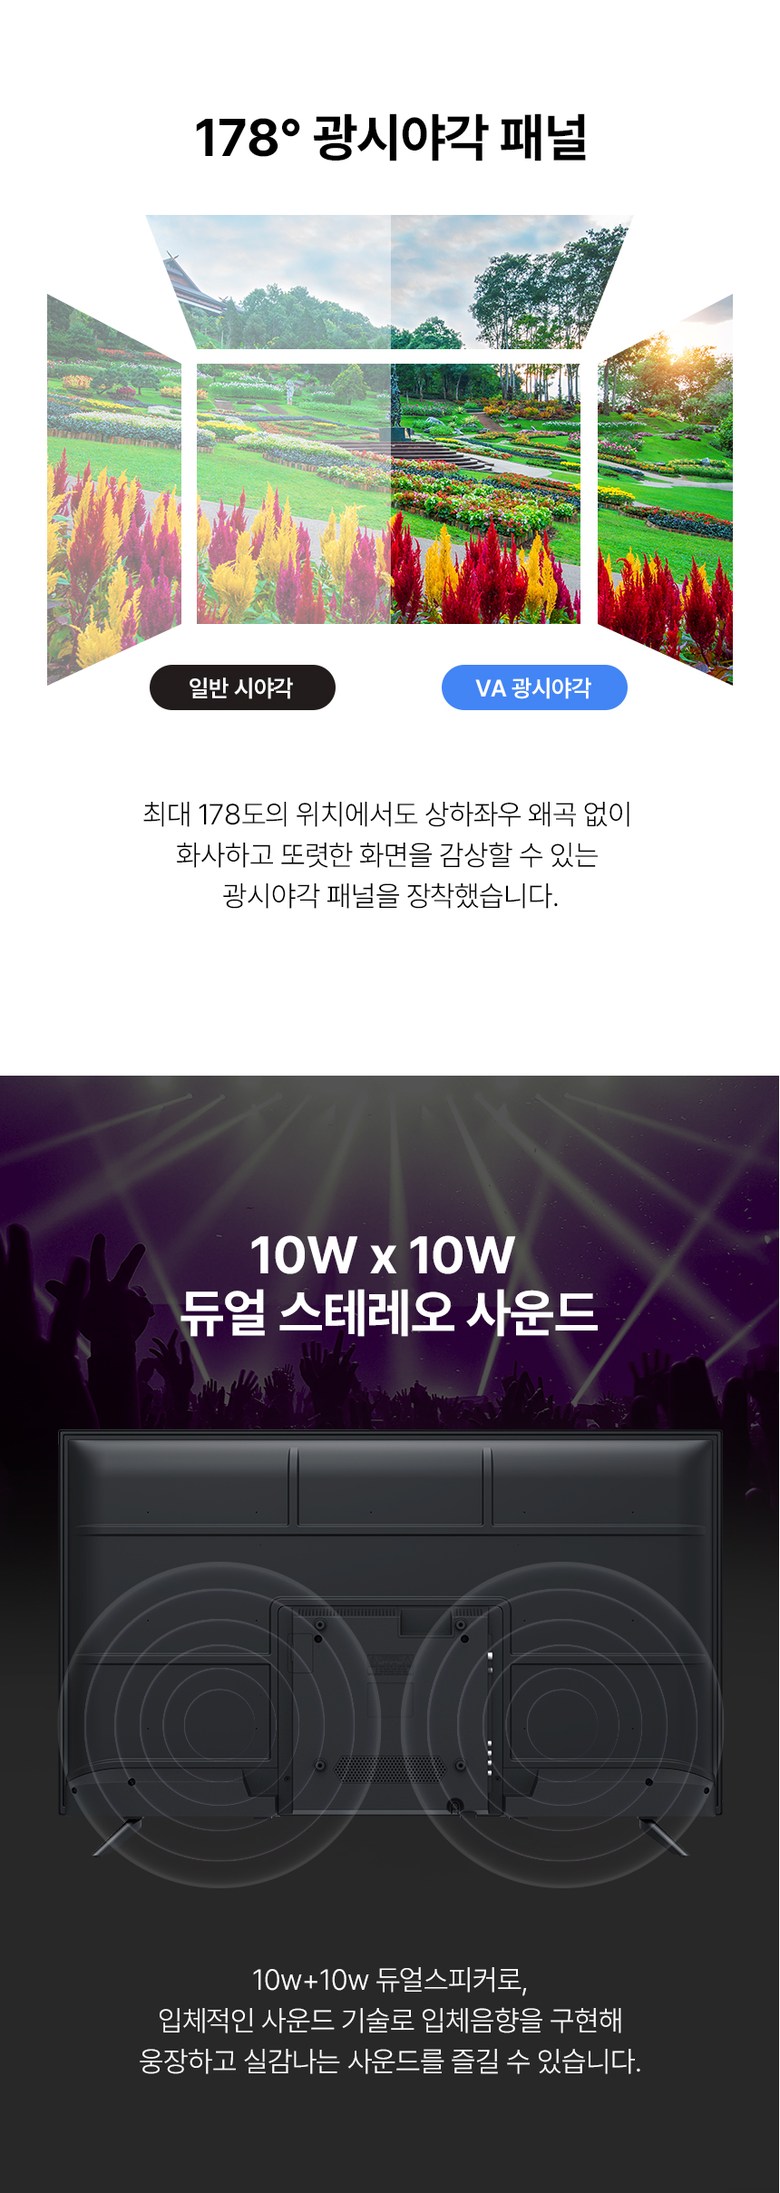 178° 광시야각 패널
일반 시야각
VA 광시야각
최대 178도의 위치에서도 상하좌우 왜곡 없이
화사하고 또렷한 화면을 감상할 수 있는
광시야각 패널을 장착했습니다.
10W x 10W
듀얼 스테레오 사운드
10w+10w 듀얼스피커로,
입체적인 사운드 기술로 입체음향을 구현해
웅장하고 실감나는 사운드를 즐길 수 있습니다.